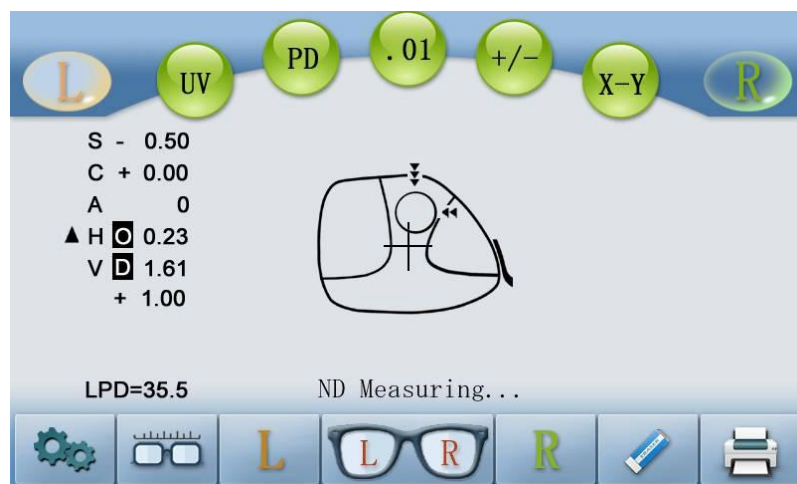 L UV PD .01 +/- X-Y R
S - 0.50
C + 0.00
A 0
▲ H O 0.23
V D 1.61
+ 1.00
LPD=35.5 ND Measuring...
L L R R